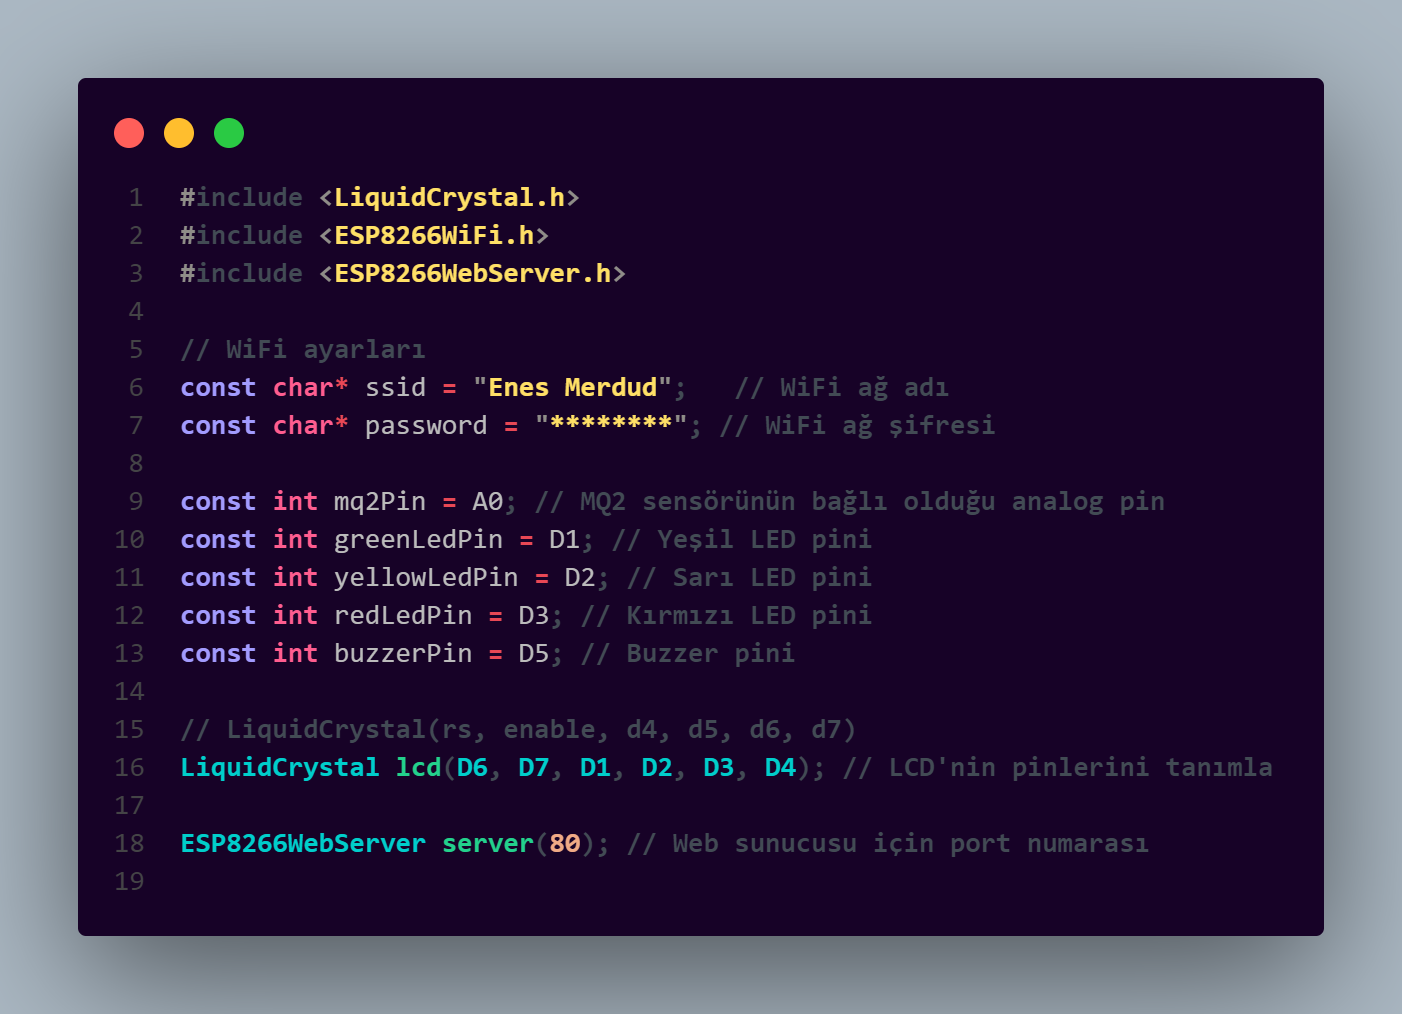 1 #include <LiquidCrystal.h>
2 #include <ESP8266WiFi.h>
3 #include <ESP8266WebServer.h>
4
5 // WiFi ayarları
6 const char* ssid = "Enes Merdud";   // WiFi ağ adı
7 const char* password = "********"; // WiFi ağ şifresi
8
9 const int mq2Pin = A0; // MQ2 sensörünün bağlı olduğu analog pin
10 const int greenLedPin = D1; // Yeşil LED pini
11 const int yellowLedPin = D2; // Sarı LED pini
12 const int redLedPin = D3; // Kırmızı LED pini
13 const int buzzerPin = D5; // Buzzer pini
14
15 // LiquidCrystal(rs, enable, d4, d5, d6, d7)
16 LiquidCrystal lcd(D6, D7, D1, D2, D3, D4); // LCD'nin pinlerini tanımla
17
18 ESP8266WebServer server(80); // Web sunucusu için port numarası
19